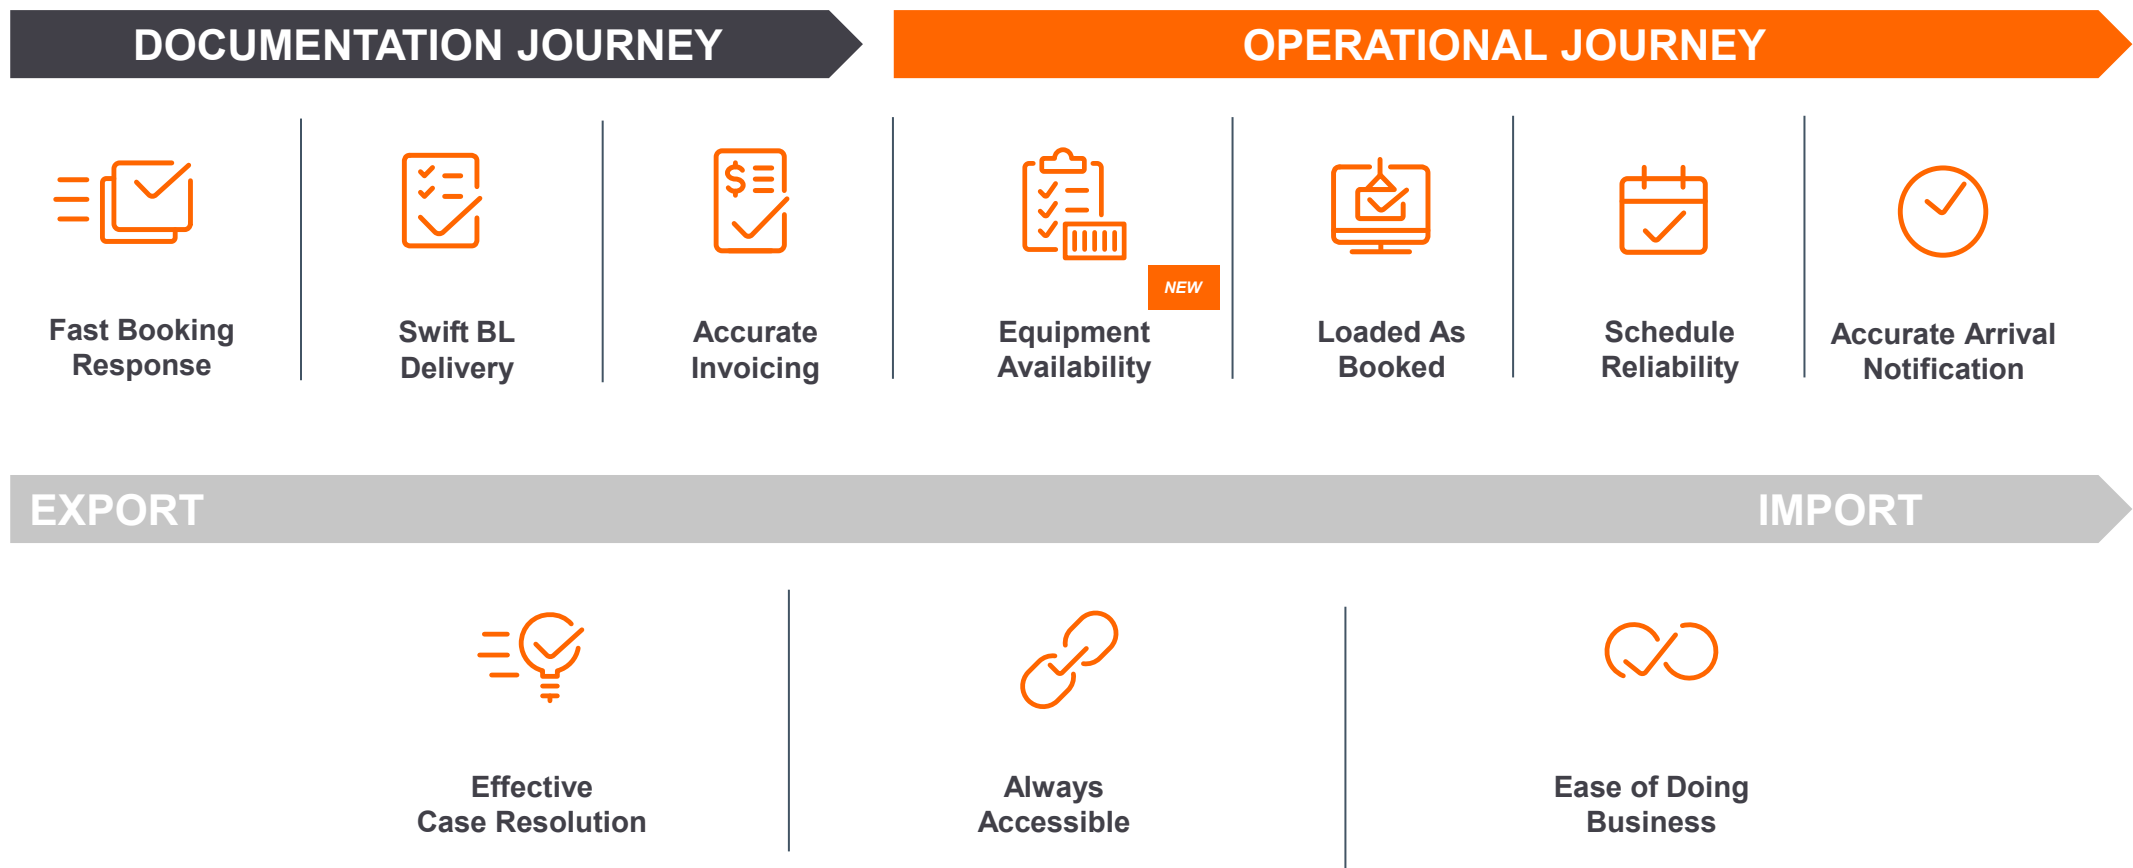 DOCUMENTATION JOURNEY
OPERATIONAL JOURNEY
Fast Booking
Response
Swift BL
Delivery
Accurate
Invoicing
NEW
Equipment
Availability
Loaded As
Booked
Schedule
Reliability
Accurate Arrival
Notification
EXPORT
IMPORT
Effective
Case Resolution
Always
Accessible
Ease of Doing
Business